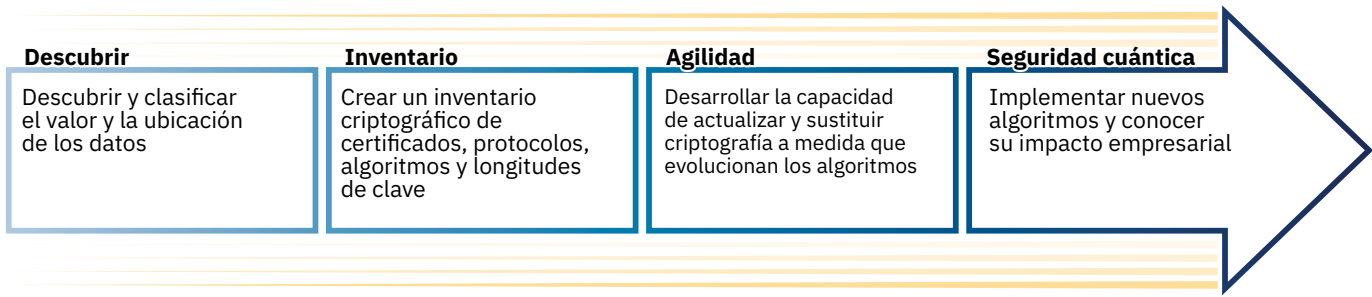 Descubrir
Descubrir y clasificar
el valor y la ubicación
de los datos
Inventario
Crear un inventario
criptográfico de
certificados, protocolos,
algoritmos y longitudes
de clave
Agilidad
Desarrollar la capacidad
de actualizar y sustituir
criptografía a medida que
evolucionan los algoritmos
Seguridad cuántica
Implementar nuevos
algoritmos y conocer
su impacto empresarial